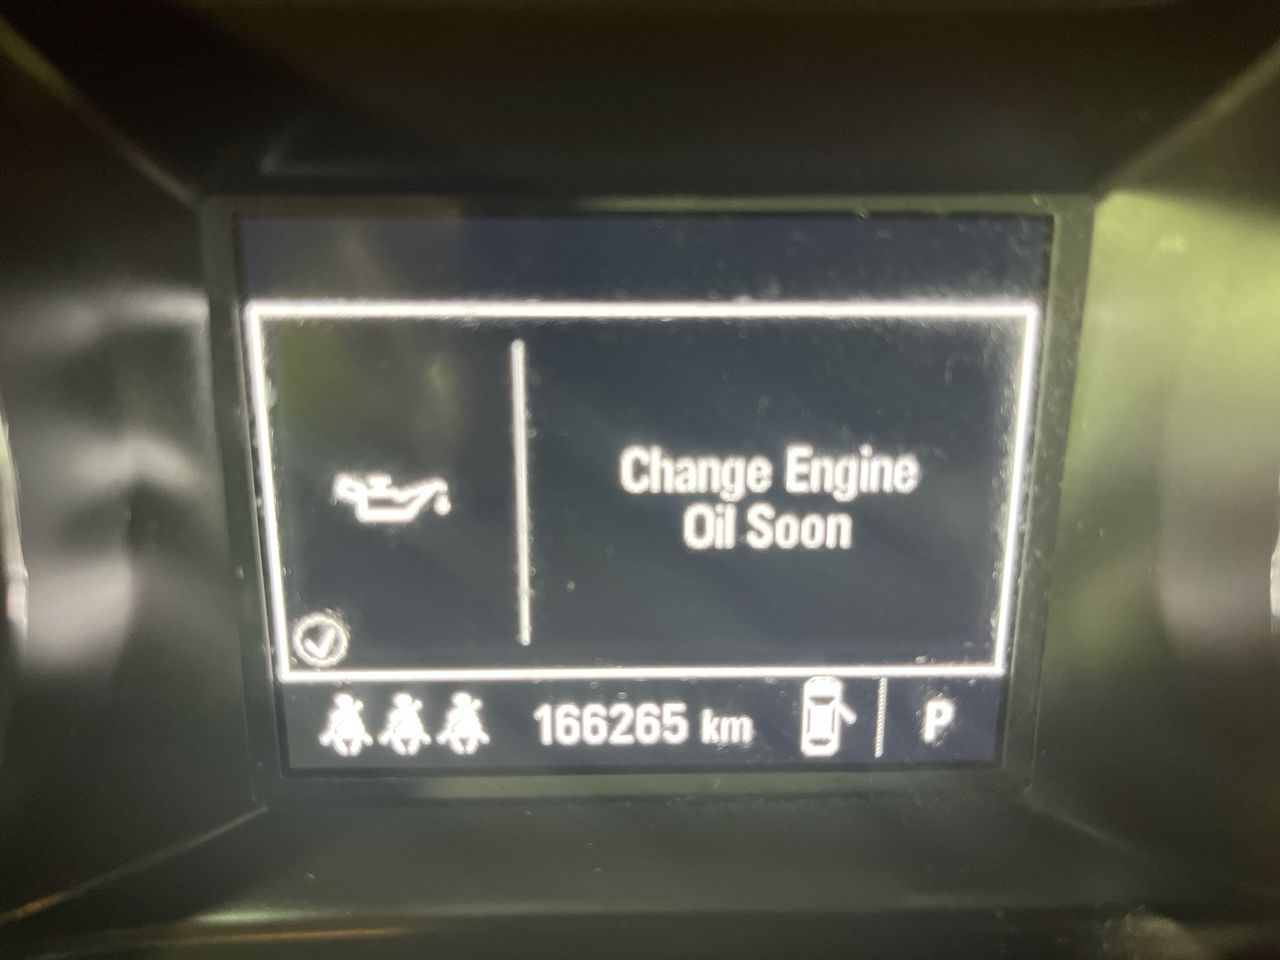 Change Engine
Oil Soon
166265 km
P